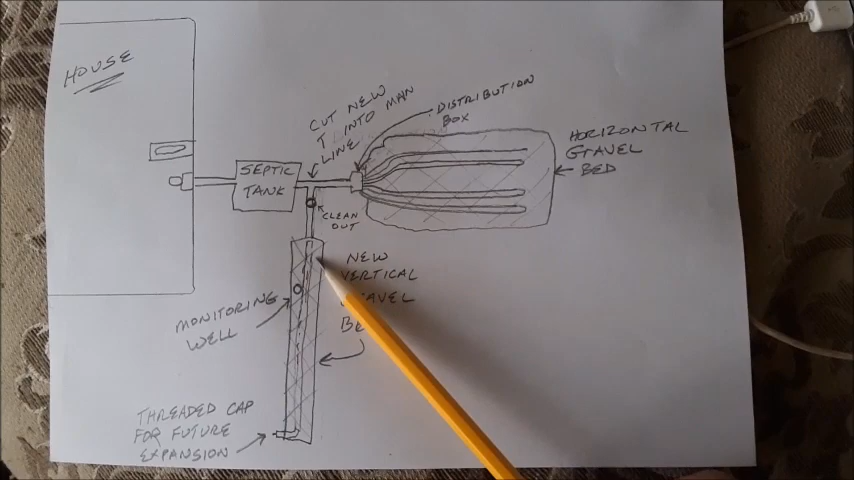 HOUSE
SEPTIC
TANK
CUT NEW
T INTO MAN
LINE
DISTRIBUTION
BOX
HORIZONTAL
GRAVEL
BED
CLEAN
OUT
NEW
VERTICAL
MONITORING
WELL
THREADED CAP
FOR FUTURE
EXPANSION